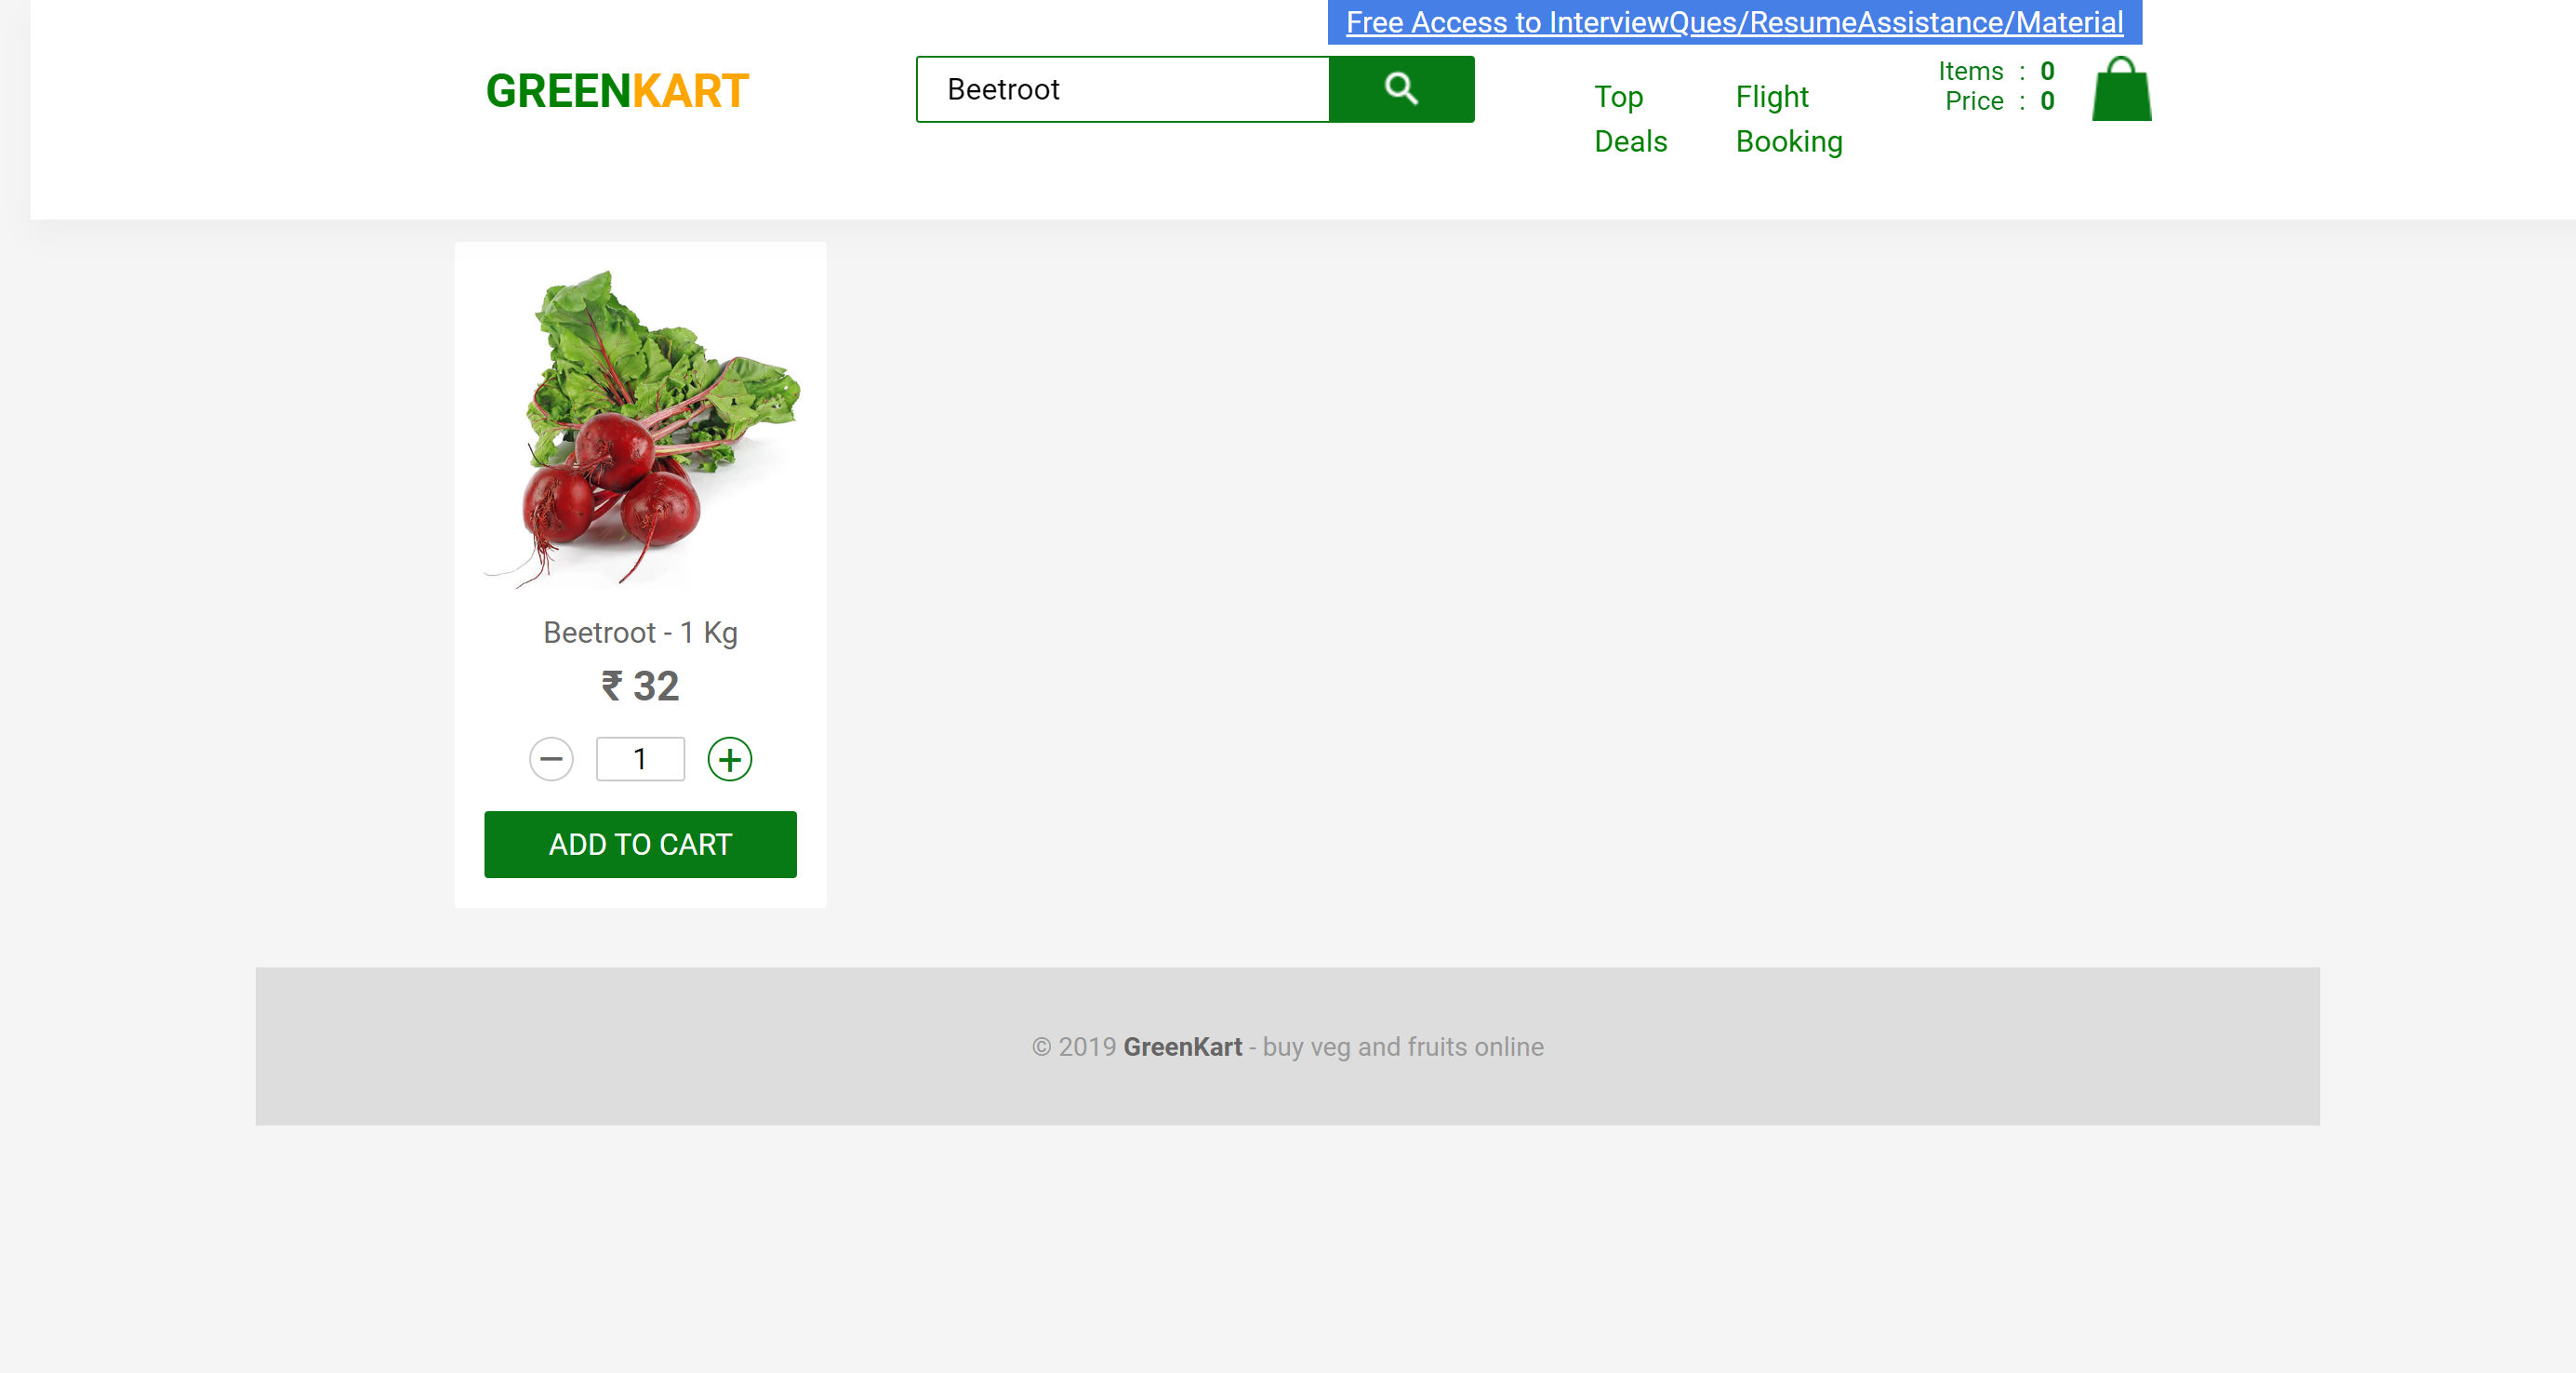 Free Access to InterviewQues/ResumeAssistance/Material
GREENKART
Beetroot
Top
Deals
Flight
Booking
Items : 0
Price : 0
Beetroot - 1 Kg
₹ 32
1
ADD TO CART
© 2019 GreenKart - buy veg and fruits online